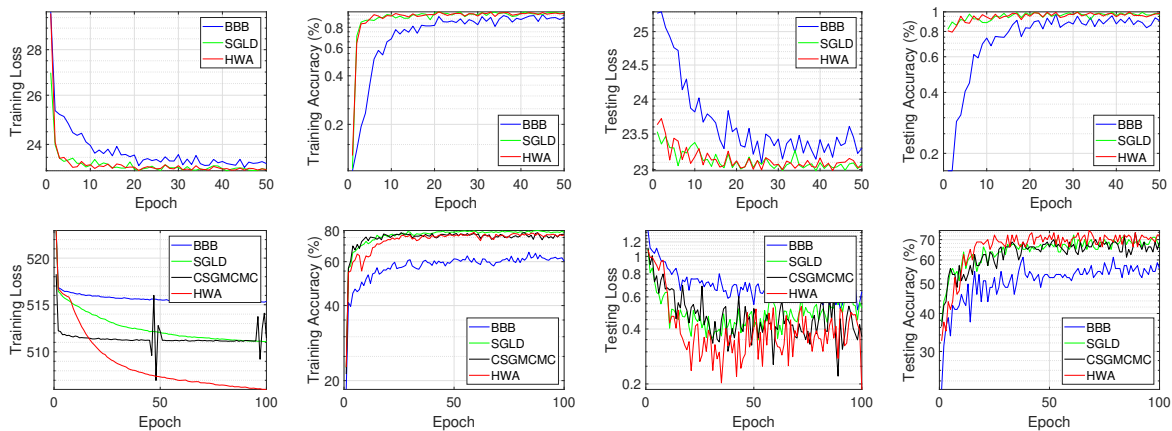 Training Loss
28
26
24
0 10 20 30 40 50
Epoch
BBB
SGLD
HWA
Training Accuracy (%)
1
0.8
0.6
0.4
0.2
0 10 20 30 40 50
Epoch
BBB
SGLD
HWA
Testing Loss
25
24.5
24
23.5
23
0 10 20 30 40 50
Epoch
BBB
SGLD
HWA
Testing Accuracy (%)
1
0.8
0.6
0.4
0.2
0 10 20 30 40 50
Epoch
BBB
SGLD
HWA
Training Loss
520
515
510
0 50 100
Epoch
BBB
SGLD
CSGMCMC
HWA
Training Accuracy (%)
80
60
40
20
0 50 100
Epoch
BBB
SGLD
CSGMCMC
HWA
Testing Loss
1.2
1.0
0.8
0.6
0.4
0.2
0 50 100
Epoch
BBB
SGLD
CSGMCMC
HWA
Testing Accuracy (%)
70
60
50
40
30
0 50 100
Epoch
BBB
SGLD
CSGMCMC
HWA